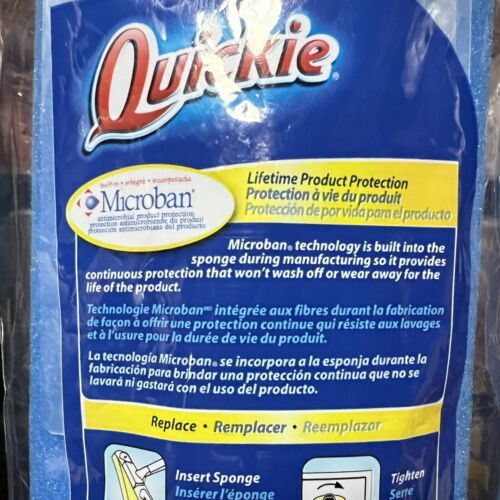 Quickie®
built-in • intégré • incorporada
Microban®
antimicrobial product protection
protection antimicrobienne du produit
protección antimicrobiana del producto
Lifetime Product Protection
Protection à vie du produit
Protección de por vida para el producto
Microban® technology is built into the
sponge during manufacturing so it provides
continuous protection that won't wash off or wear away for the
life of the product.
Technologie Microban MD intégrée aux fibres durant la fabrication
de façon à offrir une protection continue qui résiste aux lavages
et à l'usure pour la durée de vie du produit.
La tecnología Microban® se incorpora a la esponja durante la
fabricación para brindar una protección continua que no se
lavará ni gastará con el uso del producto.
Replace • Remplacer • Reemplazar
Insert Sponge
Insérer l'éponge
Tighten
Serre